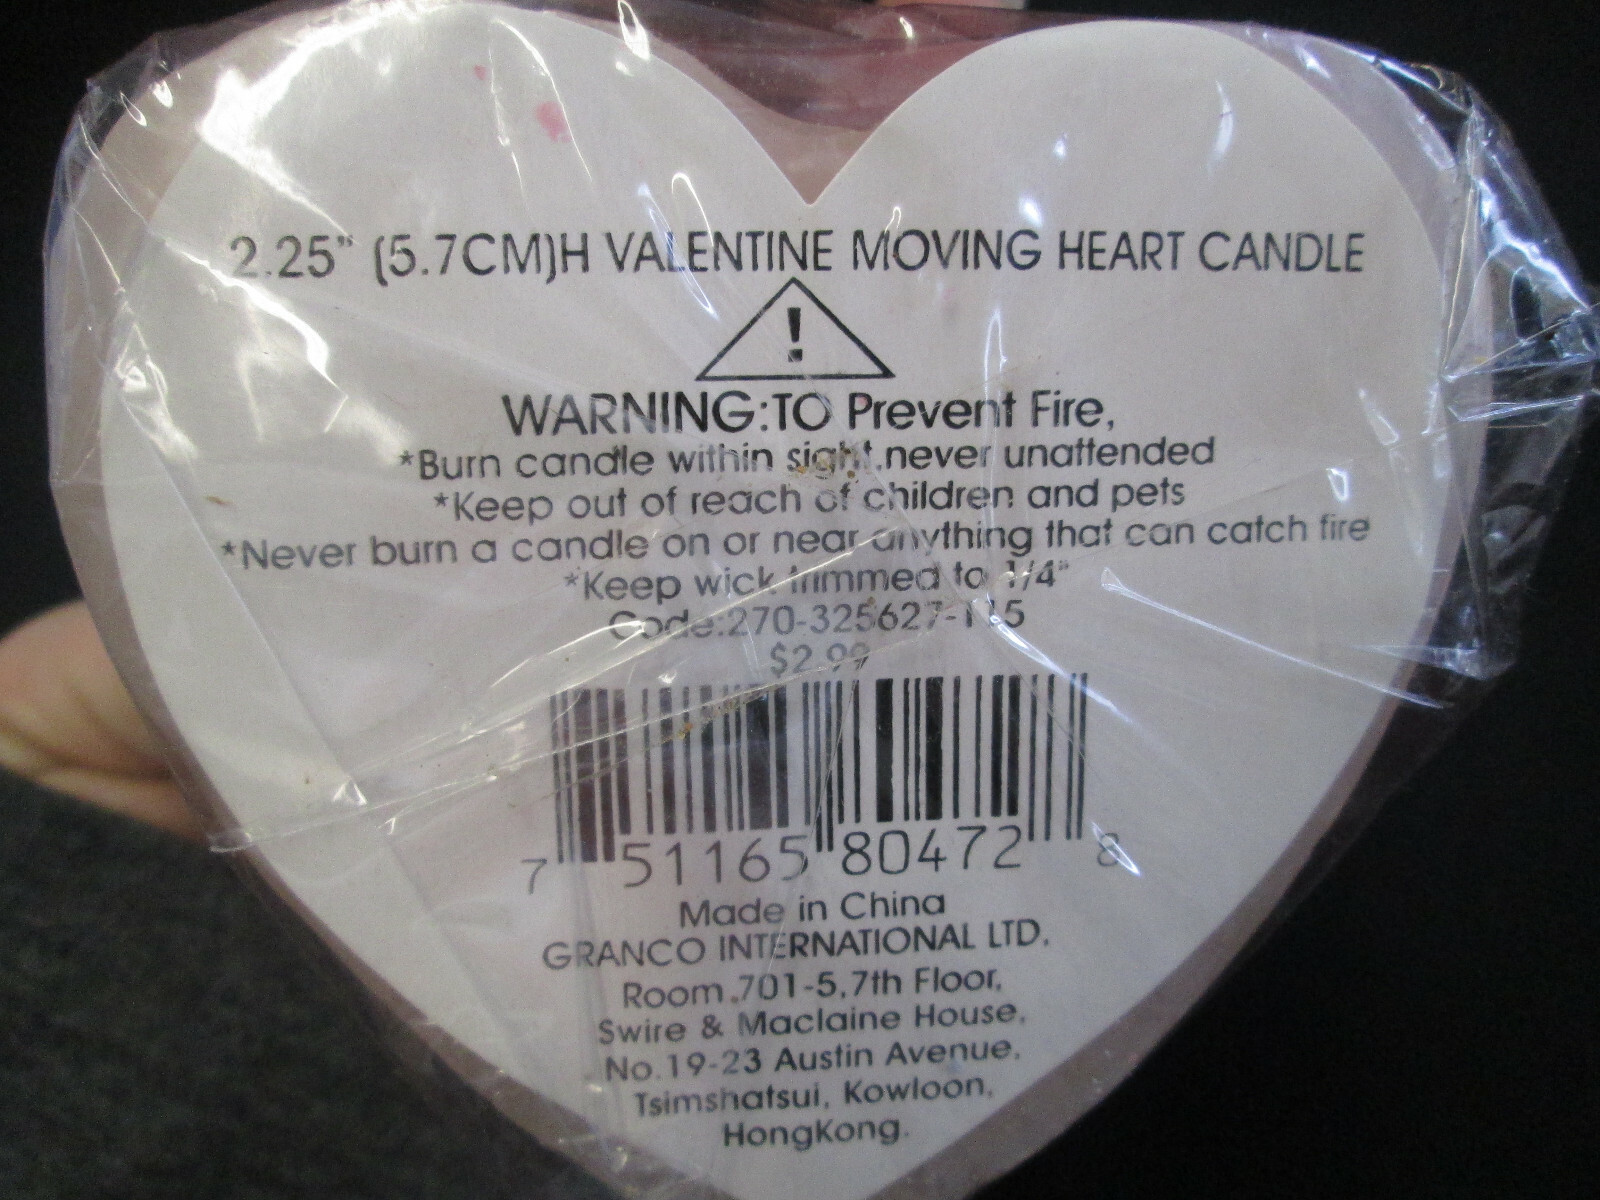 2.25" (5.7CM)H VALENTINE MOVING HEART CANDLE
!
WARNING:TO Prevent Fire,
*Burn candle within sight.never unattended
*Keep out of reach of children and pets
*Never burn a candle on or near anything that can catch fire
*Keep wick trimmed to 1/4"
Code:270-325627-115
$2.99
7 51165 80472 8
Made in China
GRANCO INTERNATIONAL LTD.
Room.701-5,7th Floor,
Swire & Maclaine House,
No.19-23 Austin Avenue,
Tsimshatsui, Kowloon,
HongKong.